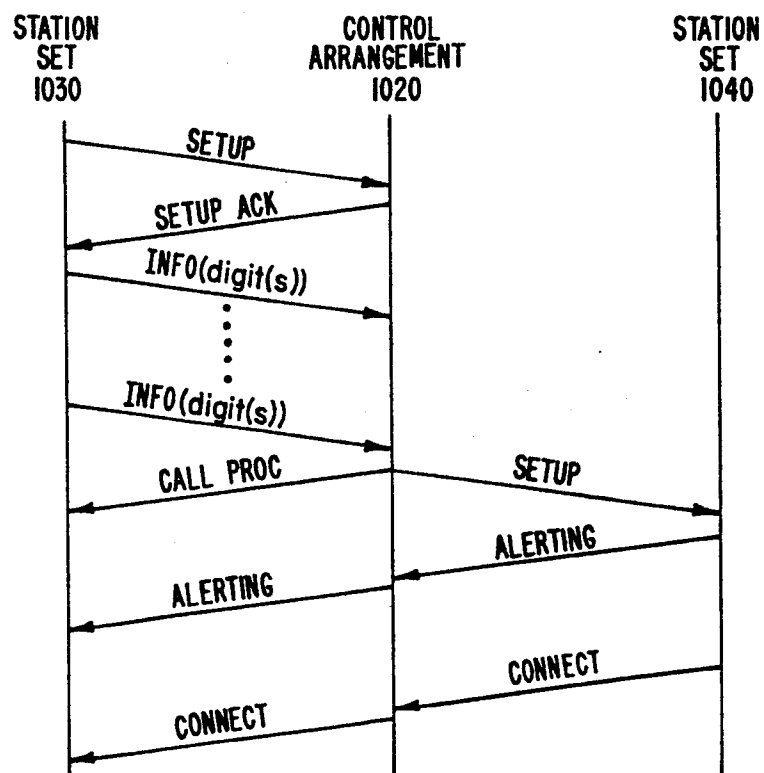 STATION
SET
1030
CONTROL
ARRANGEMENT
1020
STATION
SET
1040
SETUP
SETUP ACK
INFO(digit(s))
INFO(digit(s))
CALL PROC
SETUP
ALERTING
ALERTING
CONNECT
CONNECT